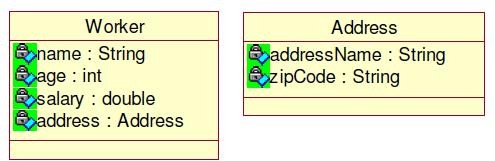 Worker
name : String
age : int
salary : double
address : Address
Address
addressName : String
zipCode : String